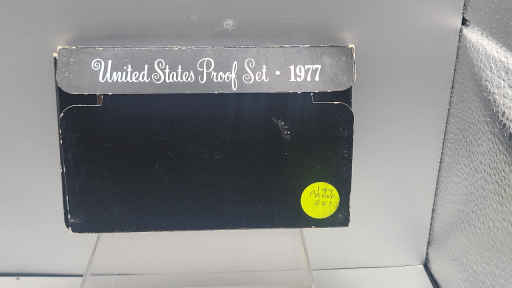 United States Proof Set · 1977